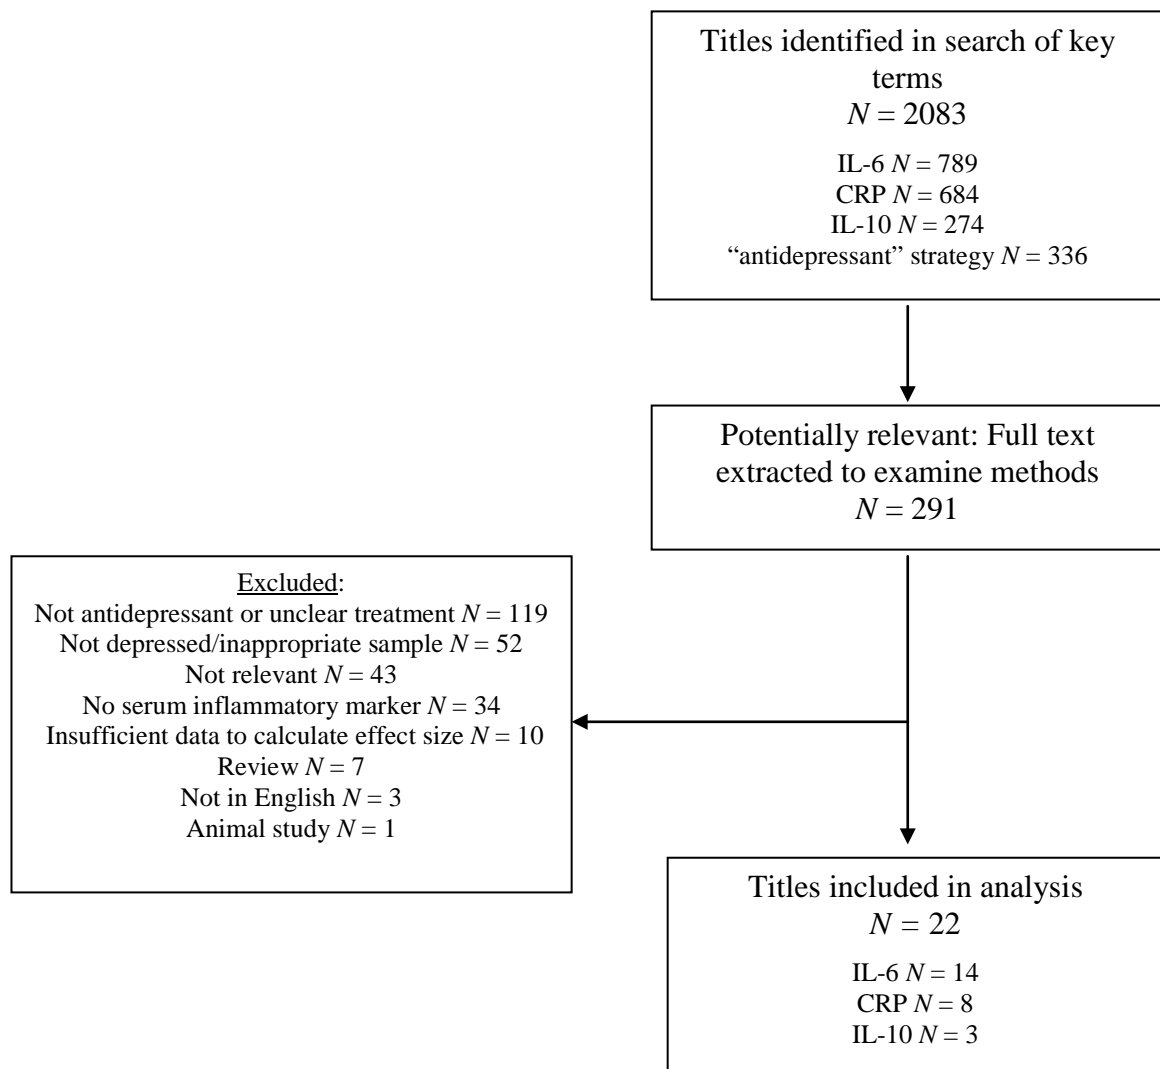 Titles identified in search of key
terms
N = 2083
IL-6 N = 789
CRP N = 684
IL-10 N = 274
“antidepressant” strategy N = 336
Potentially relevant: Full text
extracted to examine methods
N = 291
Excluded:
Not antidepressant or unclear treatment N = 119
Not depressed/inappropriate sample N = 52
Not relevant N = 43
No serum inflammatory marker N = 34
Insufficient data to calculate effect size N = 10
Review N = 7
Not in English N = 3
Animal study N = 1
Titles included in analysis
N = 22
IL-6 N = 14
CRP N = 8
IL-10 N = 3